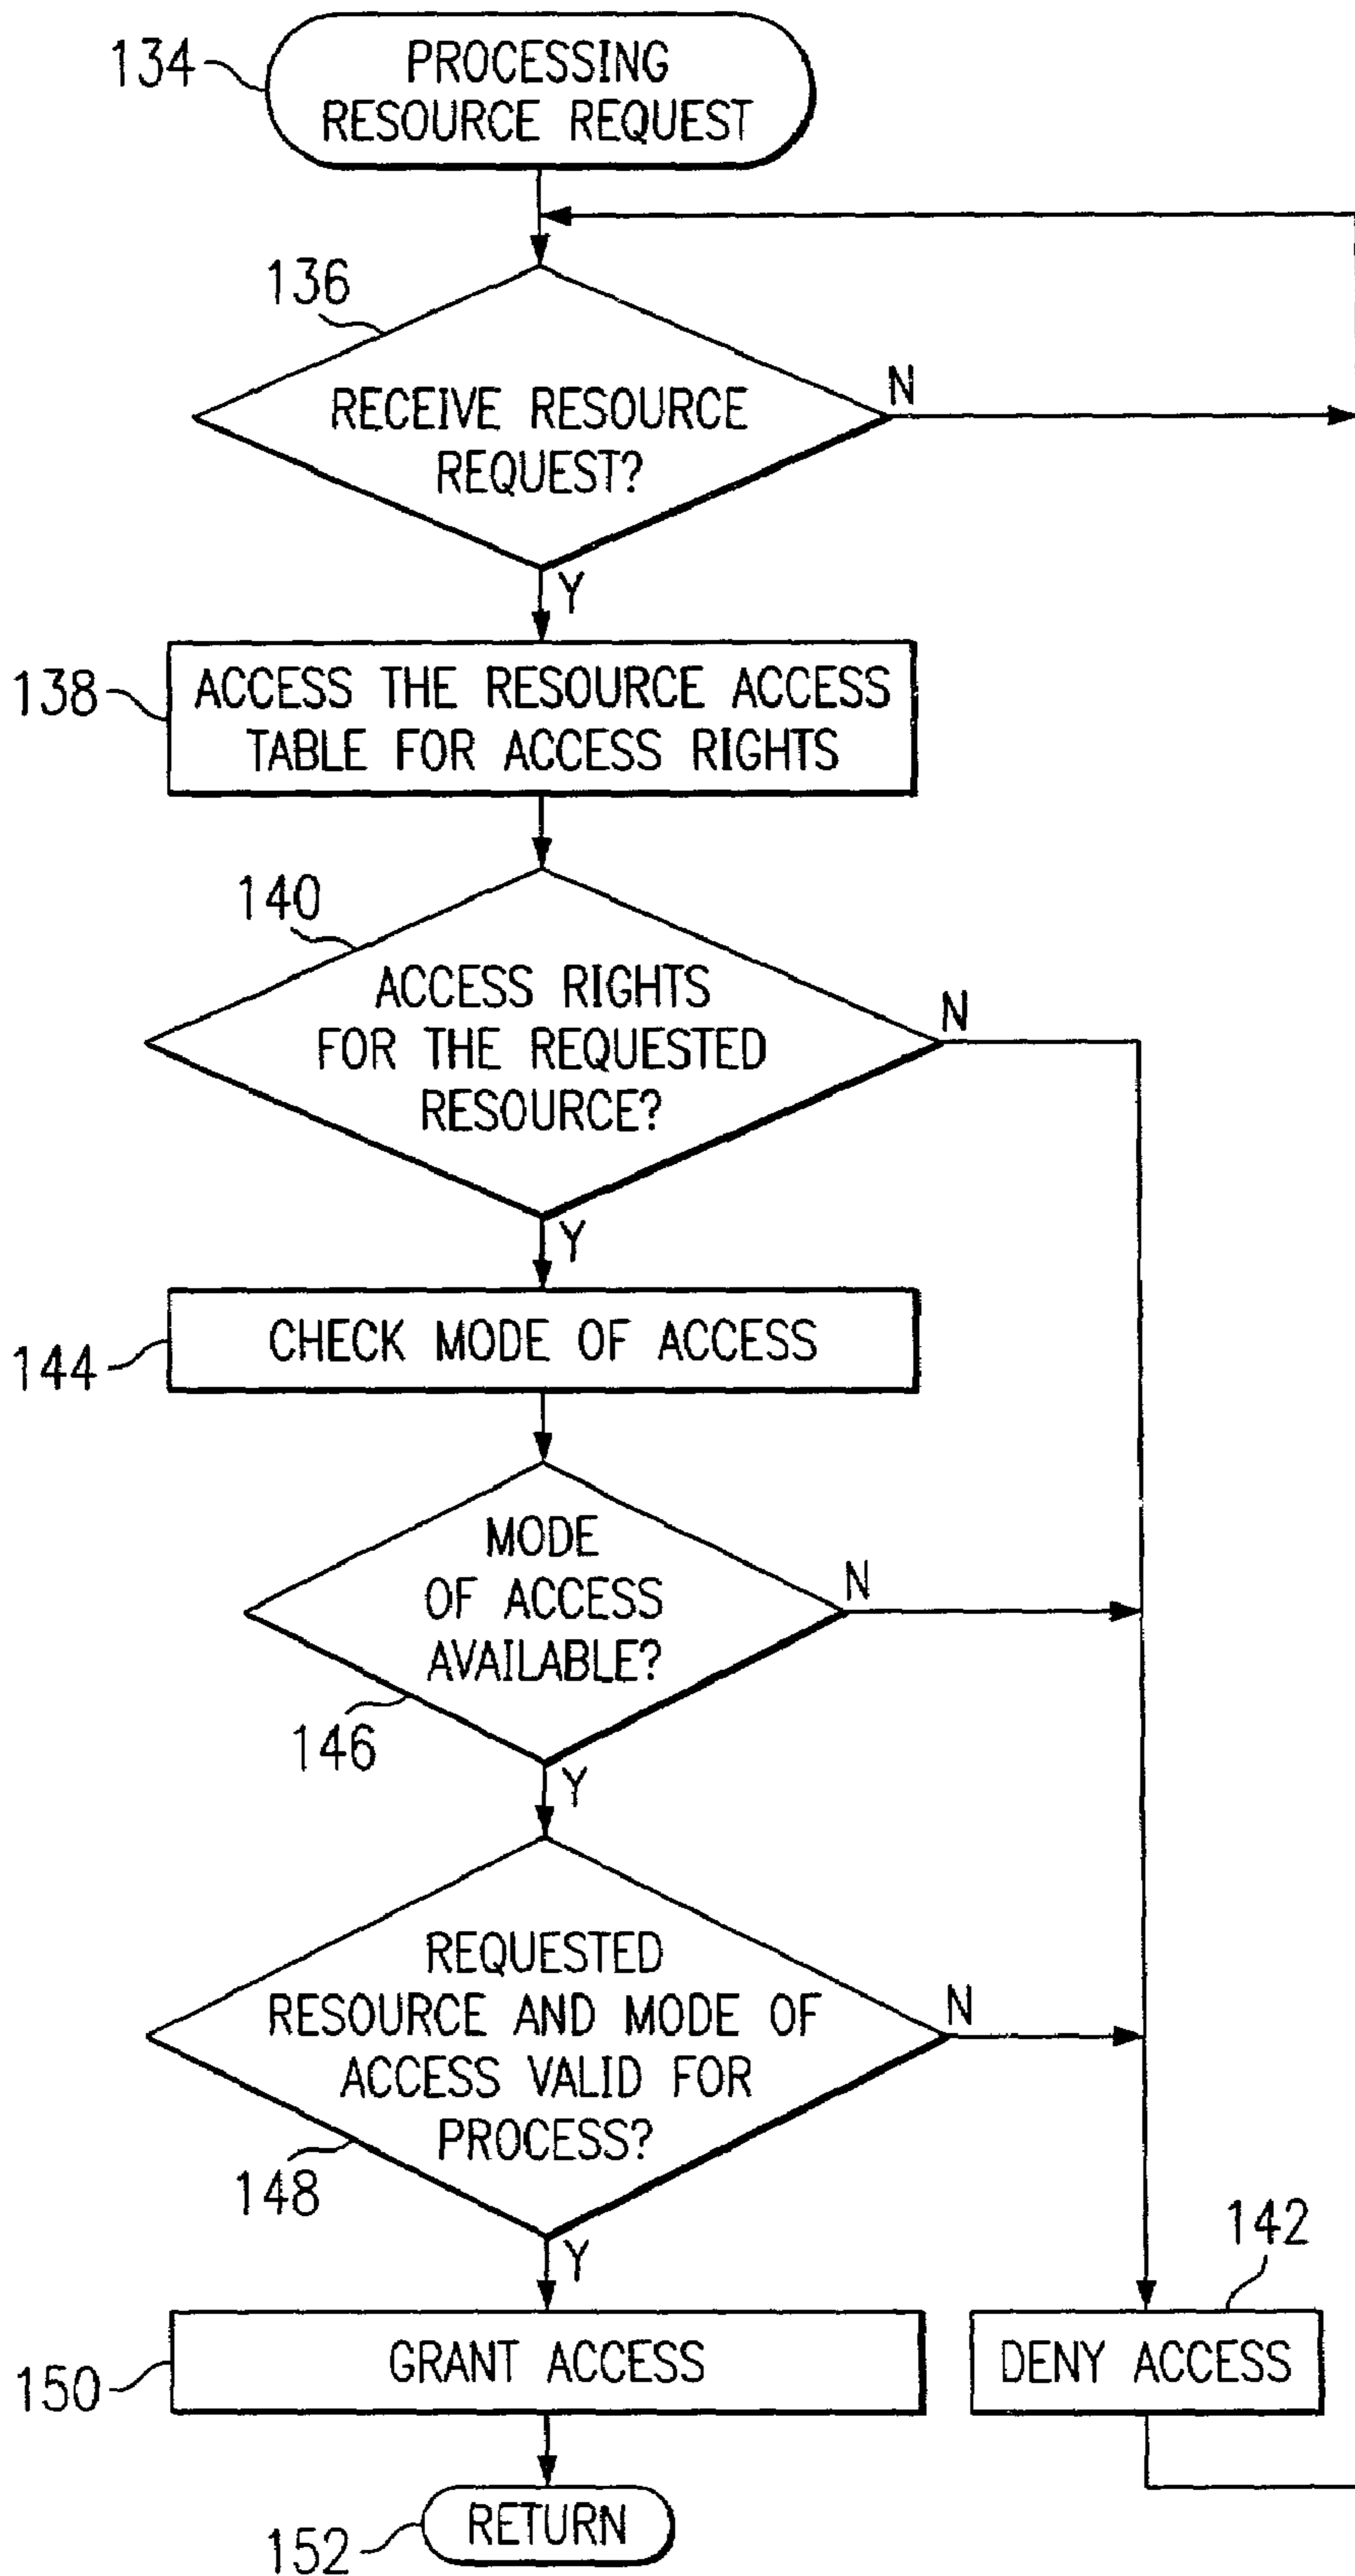 134
PROCESSING
RESOURCE REQUEST
136
RECEIVE RESOURCE
REQUEST?
N
Y
138
ACCESS THE RESOURCE ACCESS
TABLE FOR ACCESS RIGHTS
140
ACCESS RIGHTS
FOR THE REQUESTED
RESOURCE?
N
Y
144
CHECK MODE OF ACCESS
MODE
OF ACCESS
AVAILABLE?
N
146
Y
REQUESTED
RESOURCE AND MODE OF
ACCESS VALID FOR
PROCESS?
N
148
Y
142
150
GRANT ACCESS
DENY ACCESS
152
RETURN